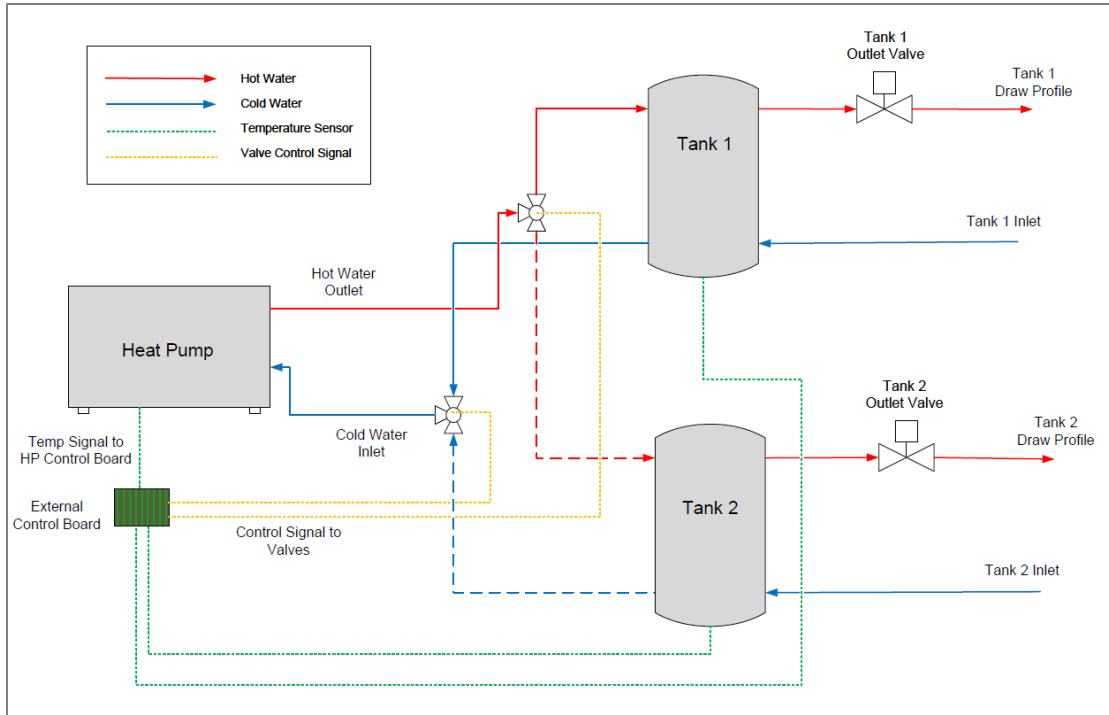 Hot Water
Cold Water
Temperature Sensor
Valve Control Signal
Tank 1
Outlet Valve
Tank 1
Draw Profile
Tank 1
Tank 1 Inlet
Hot Water
Outlet
Heat Pump
Cold Water
Inlet
Temp Signal to
HP Control Board
External
Control Board
Control Signal to
Valves
Tank 2
Outlet Valve
Tank 2
Draw Profile
Tank 2
Tank 2 Inlet